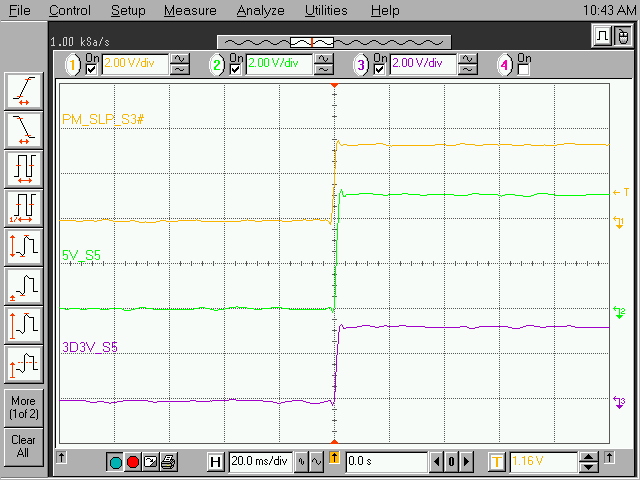 File Control Setup Measure Analyze Utilities Help 10:43 AM
1.00 kSa/s
1 On 2.00 V/div 2 On 2.00 V/div 3 On 2.00 V/div 4 On
PM_SLP_S3#
T
1
5V_S5
2
3D3V_S5
3
More
(1of 2)
Clear
All
H 20.0 ms/div 0.0 s 0 T 1.16 V